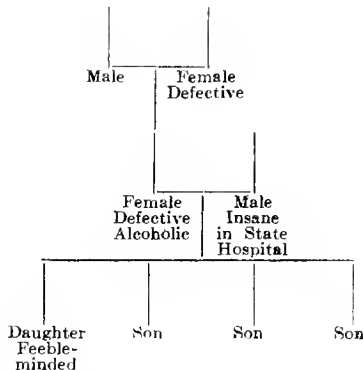 Male Female
Defective
Female Male
Defective Insane
Alcoholic in State
Hospital
Daughter Son Son Son
Feeble-
minded